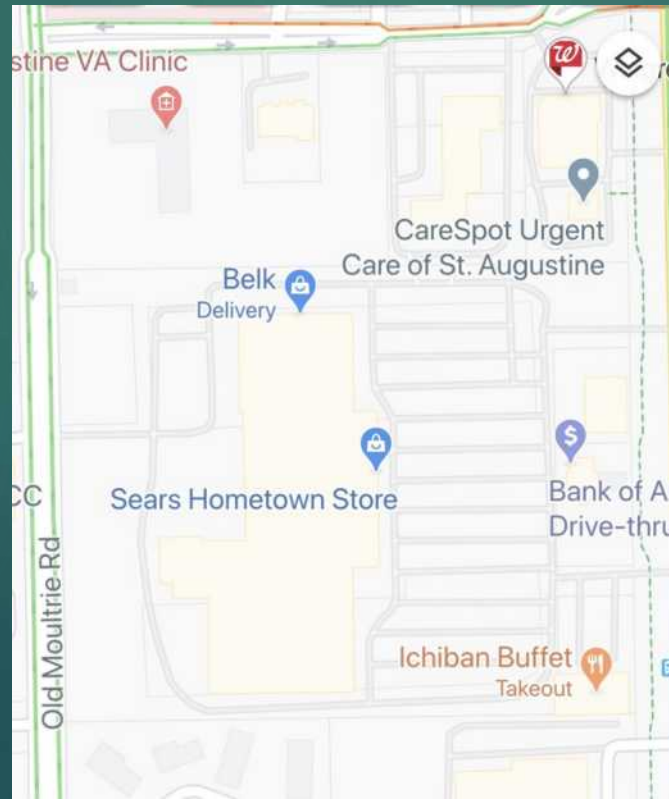 stine VA Clinic
CareSpot Urgent
Care of St. Augustine
Belk
Delivery
Sears Hometown Store
CC
Bank of A
Drive-thru
Old Moultrie Rd
Ichiban Buffet
Takeout